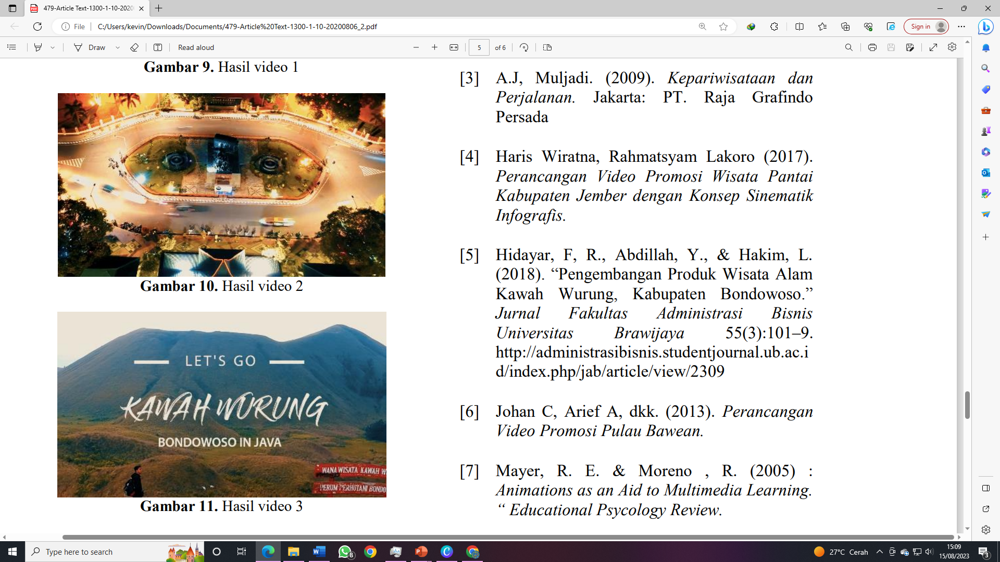 479-Article Text-1300-1-10-2020
File
C:/Users/kevin/Downloads/Documents/479-Article%20Text-1300-1-10-20200806_2.pdf
Sign in
Draw
Read aloud
5
of 6
Gambar 9. Hasil video 1
Gambar 10. Hasil video 2
LET'S GO
KAWAH WURUNG
BONDOWOSO IN JAVA
WANA WISATA KAWAH W
PERUM PERHUTANI BONDO
Gambar 11. Hasil video 3
[3] A.J, Muljadi. (2009). Kepariwisataan dan
Perjalanan. Jakarta: PT. Raja Grafindo
Persada
[4] Haris Wiratna, Rahmatsyam Lakoro (2017).
Perancangan Video Promosi Wisata Pantai
Kabupaten Jember dengan Konsep Sinematik
Infografis.
[5] Hidayar, F, R., Abdillah, Y., & Hakim, L.
(2018). “Pengembangan Produk Wisata Alam
Kawah Wurung, Kabupaten Bondowoso.”
Jurnal Fakultas Administrasi Bisnis
Universitas Brawijaya 55(3):101–9.
http://administrasibisnis.studentjournal.ub.ac.i
d/index.php/jab/article/view/2309
[6] Johan C, Arief A, dkk. (2013). Perancangan
Video Promosi Pulau Bawean.
[7] Mayer, R. E. & Moreno , R. (2005) :
Animations as an Aid to Multimedia Learning.
“ Educational Psycology Review.
Type here to search
8
27°C Cerah
15:09
15/08/2023
3